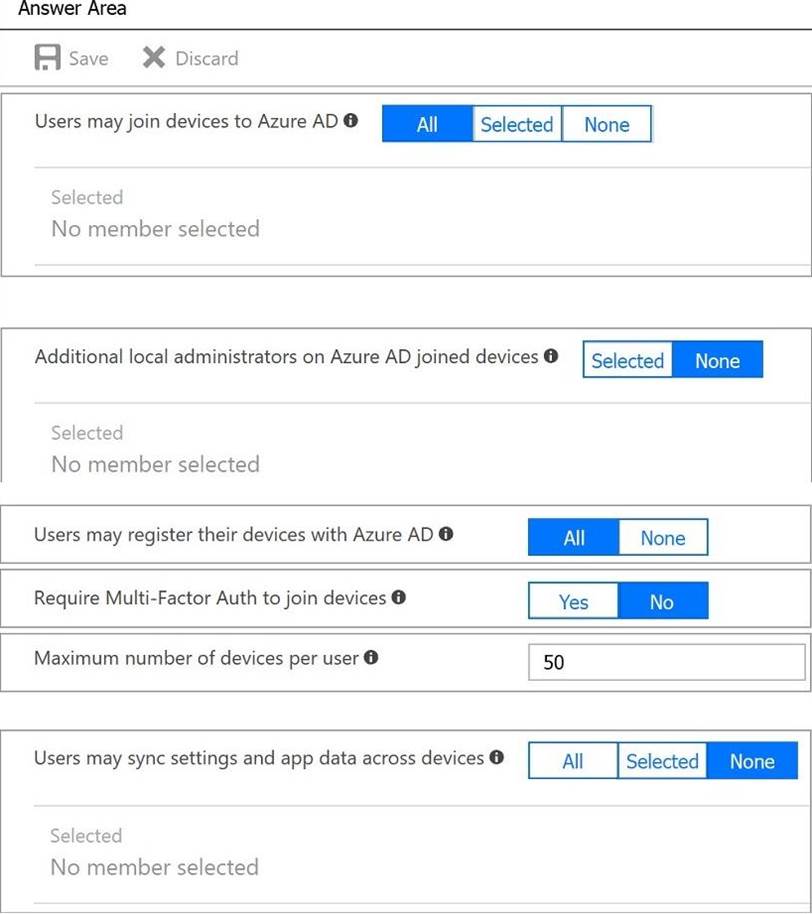 Answer Area
Save Discard
Users may join devices to Azure AD All Selected None
Selected
No member selected
Additional local administrators on Azure AD joined devices Selected None
Selected
No member selected
Users may register their devices with Azure AD All None
Require Multi-Factor Auth to join devices Yes No
Maximum number of devices per user 50
Users may sync settings and app data across devices All Selected None
Selected
No member selected